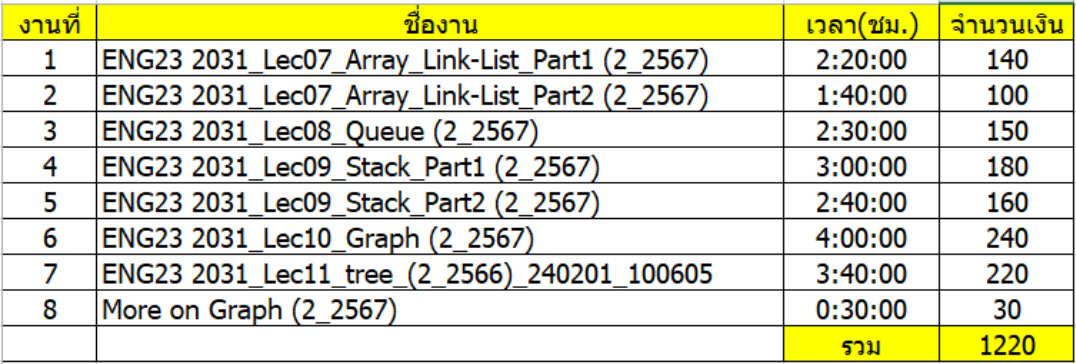 งานที่ ชื่องาน เวลา(ชม.) จำนวนเงิน
1 ENG23 2031_Lec07_Array_Link-List_Part1 (2_2567) 2:20:00 140
2 ENG23 2031_Lec07_Array_Link-List_Part2 (2_2567) 1:40:00 100
3 ENG23 2031_Lec08_Queue (2_2567) 2:30:00 150
4 ENG23 2031_Lec09_Stack_Part1 (2_2567) 3:00:00 180
5 ENG23 2031_Lec09_Stack_Part2 (2_2567) 2:40:00 160
6 ENG23 2031_Lec10_Graph (2_2567) 4:00:00 240
7 ENG23 2031_Lec11_tree_(2_2566)_240201_100605 3:40:00 220
8 More on Graph (2_2567) 0:30:00 30
รวม 1220